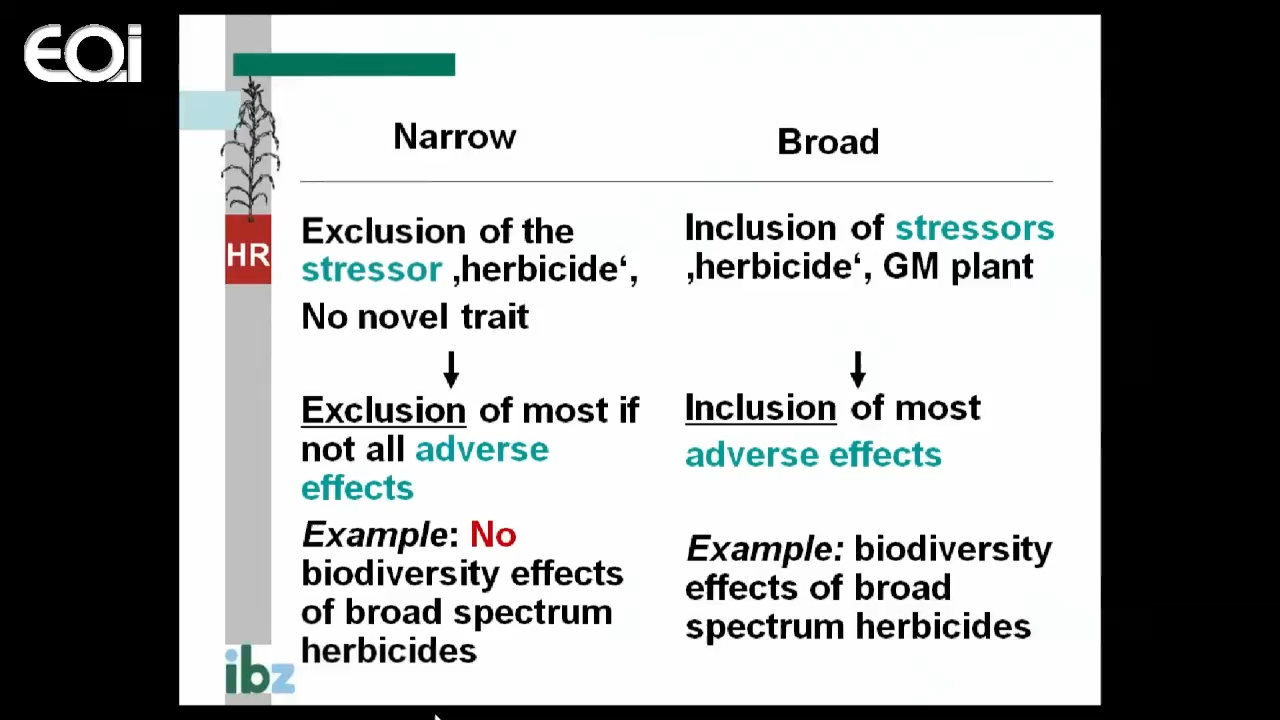 EOi
Narrow
Broad
HR
Exclusion of the
stressor ‚herbicide‘,
No novel trait
Exclusion of most if
not all adverse
effects
Example: No
biodiversity effects
of broad spectrum
herbicides
Inclusion of stressors
‚herbicide‘, GM plant
Inclusion of most
adverse effects
Example: biodiversity
effects of broad
spectrum herbicides
ibz